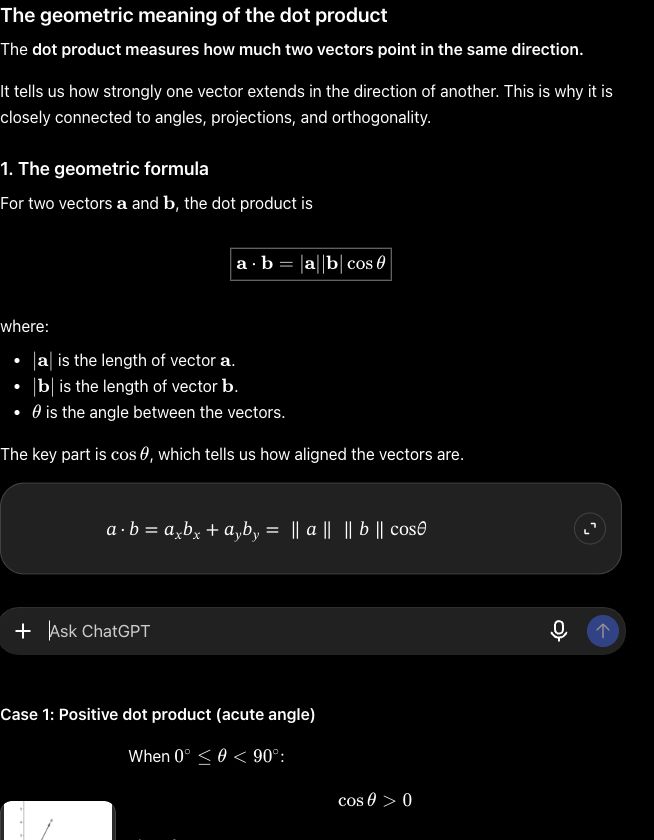 The geometric meaning of the dot product
The dot product measures how much two vectors point in the same direction.
It tells us how strongly one vector extends in the direction of another. This is why it is
closely connected to angles, projections, and orthogonality.
1. The geometric formula
For two vectors a and b, the dot product is
a · b = |a||b| cos θ
where:
• |a| is the length of vector a.
• |b| is the length of vector b.
• θ is the angle between the vectors.
The key part is cos θ, which tells us how aligned the vectors are.
a · b = aₓbₓ + a_yb_y = ∥ a ∥ ∥ b ∥ cosθ
Ask ChatGPT
Case 1: Positive dot product (acute angle)
When 0° ≤ θ < 90°:
cos θ > 0